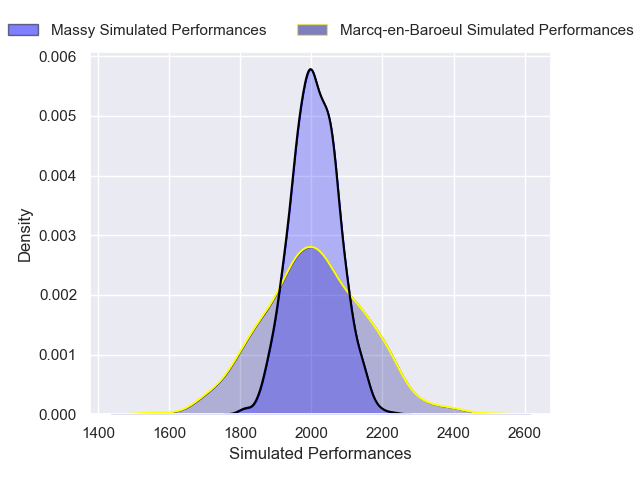 Massy Simulated Performances
Marcq-en-Baroeul Simulated Performances
0.006
0.005
0.004
0.003
0.002
0.001
0.000
Density
1400 1600 1800 2000 2200 2400 2600
Simulated Performances